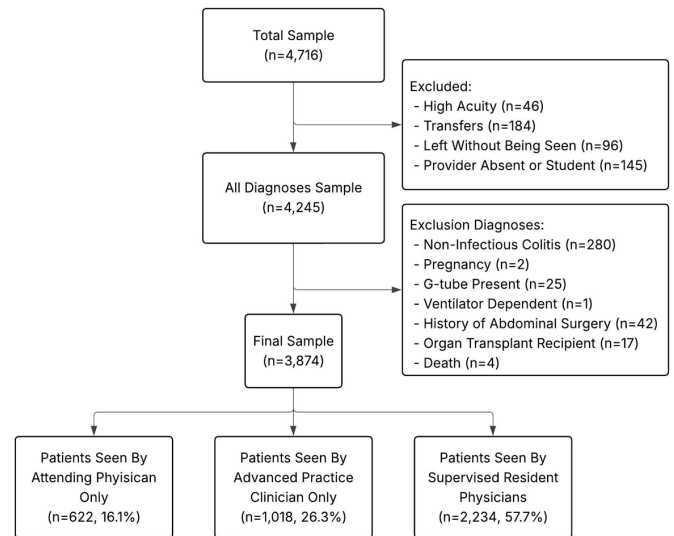 Total Sample
(n=4,716)
Excluded:
- High Acuity (n=46)
- Transfers (n=184)
- Left Without Being Seen (n=96)
- Provider Absent or Student (n=145)
All Diagnoses Sample
(n=4,245)
Exclusion Diagnoses:
- Non-Infectious Colitis (n=280)
- Pregnancy (n=2)
- G-tube Present (n=25)
- Ventilator Dependent (n=1)
- History of Abdominal Surgery (n=42)
- Organ Transplant Recipient (n=17)
- Death (n=4)
Final Sample
(n=3,874)
Patients Seen By
Attending Phyisican
Only
(n=622, 16.1%)
Patients Seen By
Advanced Practice
Clinician Only
(n=1,018, 26.3%)
Patients Seen By
Supervised Resident
Physicians
(n=2,234, 57.7%)